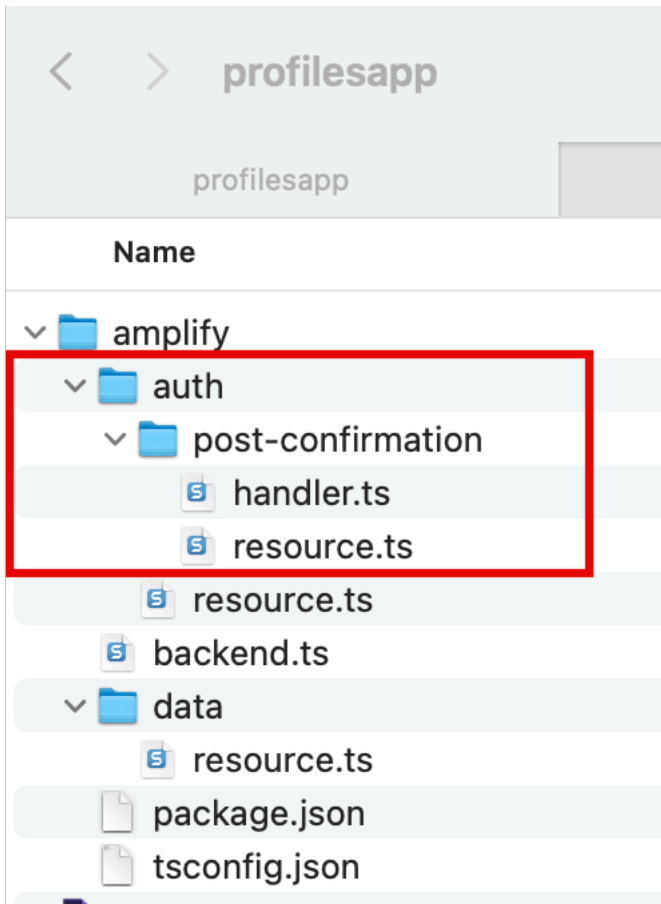 profilesapp
profilesapp
Name
amplify
auth
post-confirmation
handler.ts
resource.ts
resource.ts
backend.ts
data
resource.ts
package.json
tsconfig.json